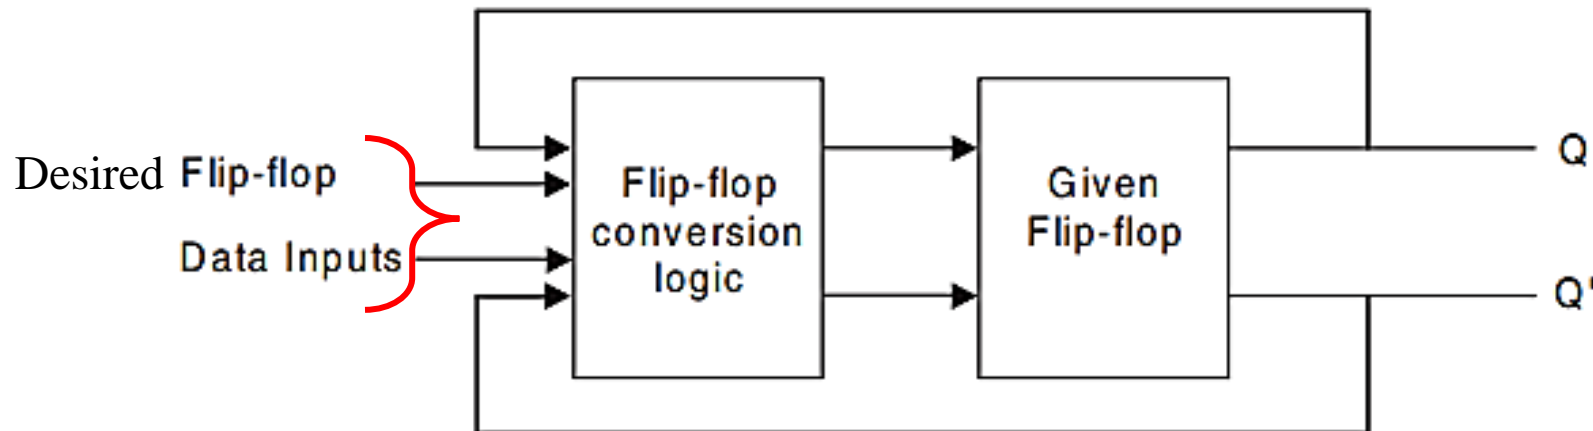 Desired Flip-flop
Data Inputs
Flip-flop
conversion
logic
Given
Flip-flop
Q
Q'